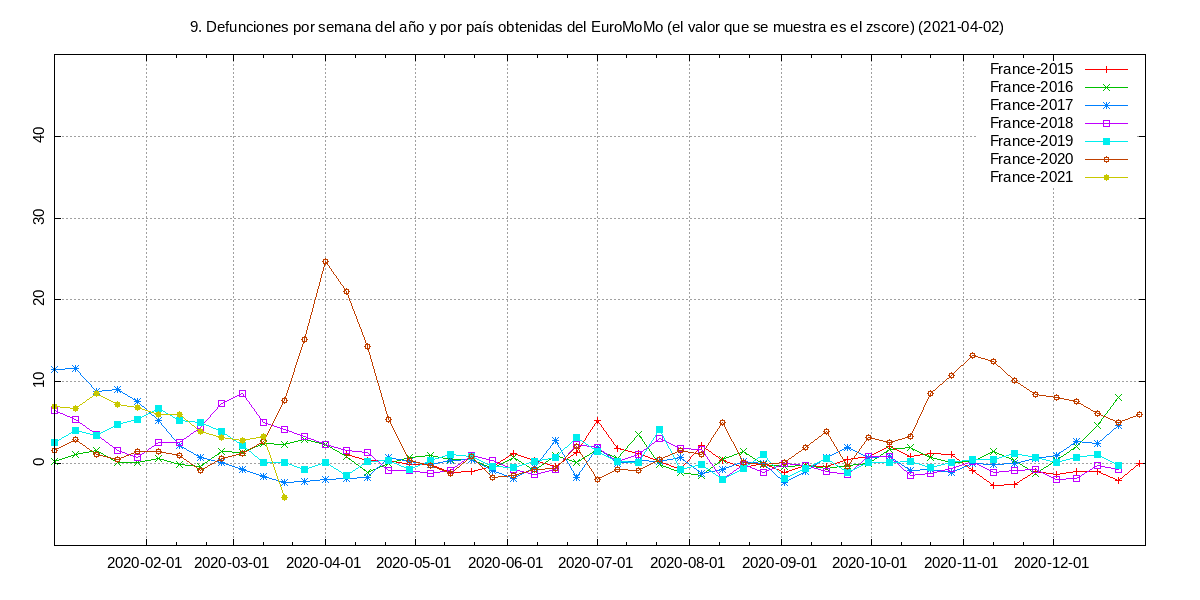 9. Defunciones por semana del año y por país obtenidas del EuroMoMo (el valor que se muestra es el zscore) (2021-04-02)
France-2015
France-2016
France-2017
France-2018
France-2019
France-2020
France-2021
40
30
20
10
0
2020-02-01 2020-03-01 2020-04-01 2020-05-01 2020-06-01 2020-07-01 2020-08-01 2020-09-01 2020-10-01 2020-11-01 2020-12-01